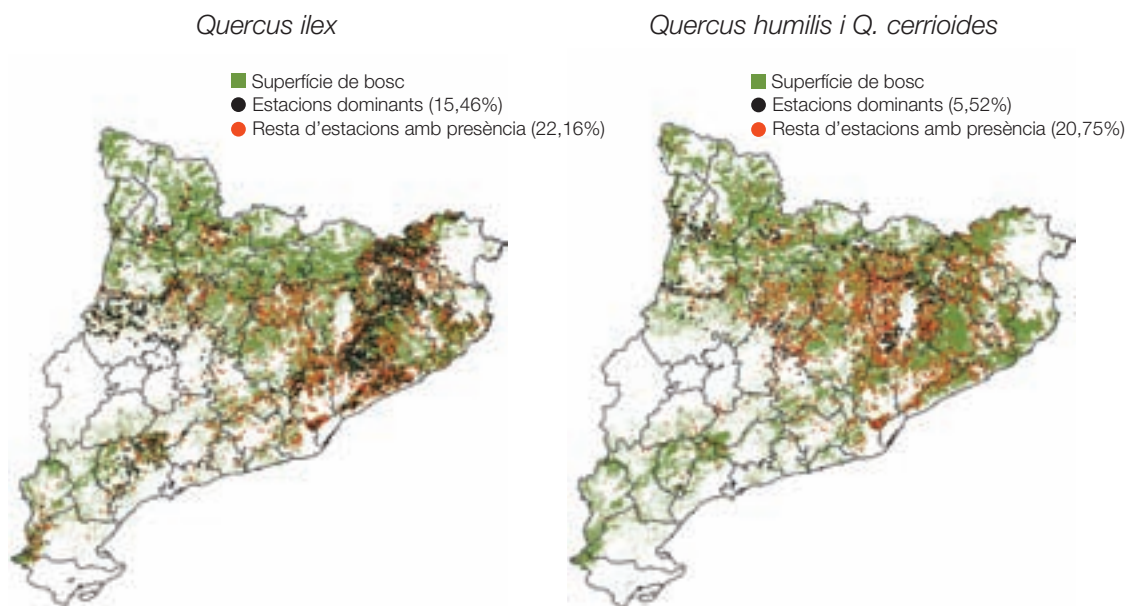 Quercus ilex
Superfície de bosc
Estacions dominants (15,46%)
Resta d'estacions amb presència (22,16%)
Quercus humilis i Q. cerrioides
Superfície de bosc
Estacions dominants (5,52%)
Resta d'estacions amb presència (20,75%)